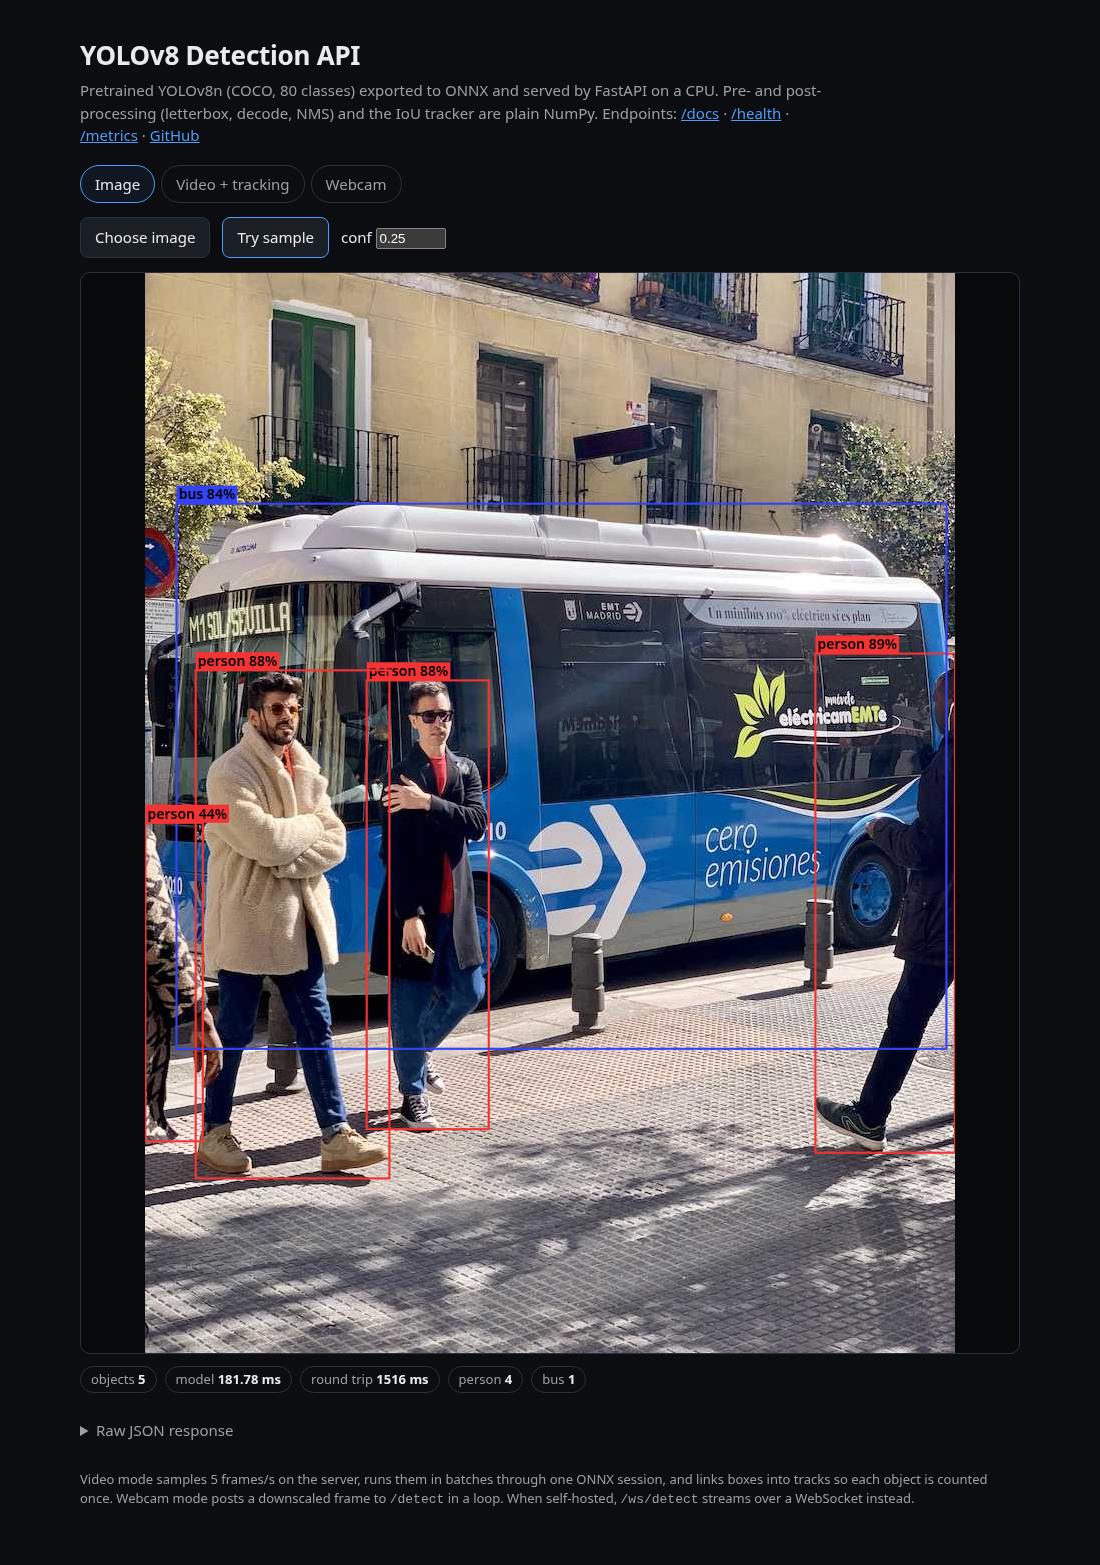 YOLOv8 Detection API
Pretrained YOLOv8n (COCO, 80 classes) exported to ONNX and served by FastAPI on a CPU. Pre- and post-
processing (letterbox, decode, NMS) and the IoU tracker are plain NumPy. Endpoints: /docs · /health ·
/metrics · GitHub
Image Video + tracking Webcam
Choose image Try sample conf 0.25
bus 84%
AUTOCLIMA
M1 SOL/SEVILLA
EMT
MADRID
Un minibús 100% eléctrico sí es plan
person 89%
person 88%
person 88%
muévete
eléctricamEMTe
person 44%
010
cero
emisiones
objects 5 model 181.78 ms round trip 1516 ms person 4 bus 1
Raw JSON response
Video mode samples 5 frames/s on the server, runs them in batches through one ONNX session, and links boxes into tracks so each object is counted
once. Webcam mode posts a downscaled frame to /detect in a loop. When self-hosted, /ws/detect streams over a WebSocket instead.